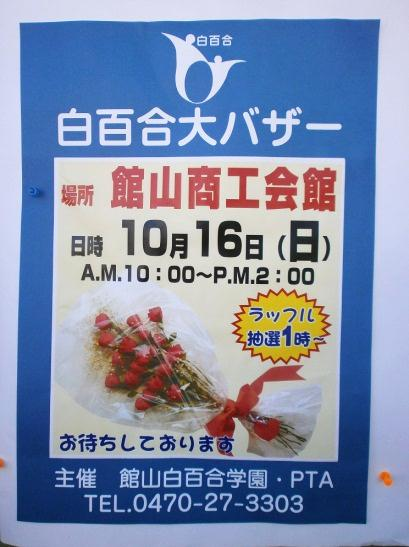 白百合
白百合大バザー
場所 館山商工会館
日時 10月16日(日)
A.M.10:00~P.M.2:00
ラッフル
抽選1時~
お待ちしております
主催 館山白百合学園・PTA
TEL.0470-27-3303